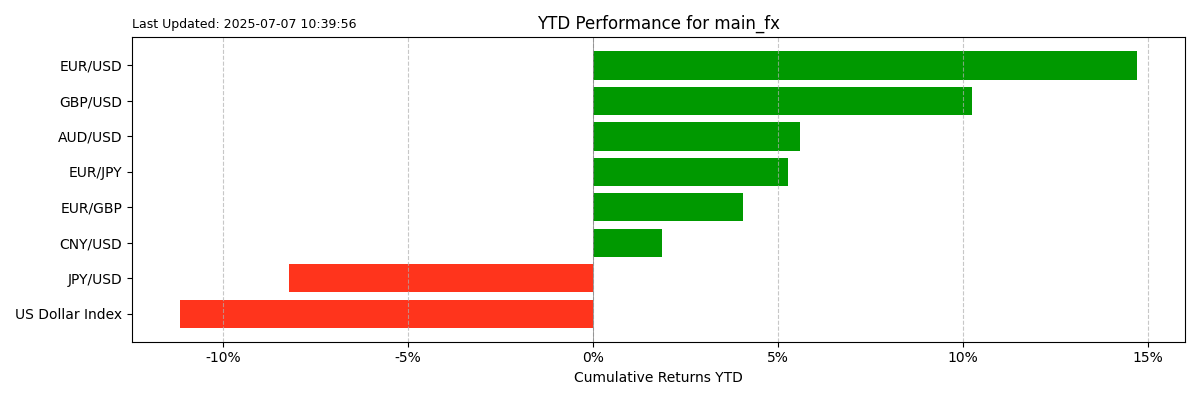 Last Updated: 2025-07-07 10:39:56
YTD Performance for main_fx
EUR/USD
GBP/USD
AUD/USD
EUR/JPY
EUR/GBP
CNY/USD
JPY/USD
US Dollar Index
-10%
-5%
0%
5%
10%
15%
Cumulative Returns YTD